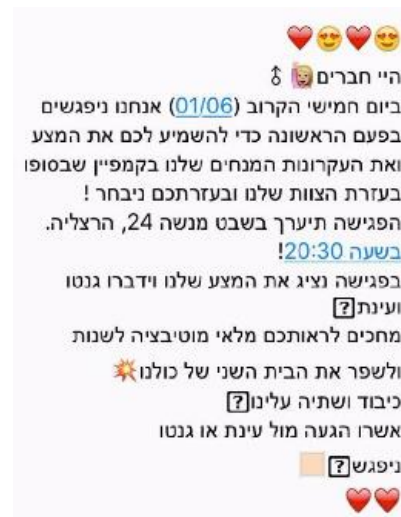 ❤️😍❤️😍
היי חברים🙋🏼♂
ביום חמישי הקרוב (01/06) אנחנו ניפגשים
בפעם הראשונה כדי להשמיע לכם את המצע
ואת העקרונות המנחים שלנו בקמפיין שבסופו
בעזרת הצוות שלנו ובעזרתכם ניבחר !
הפגישה תיערך בשבט מנשה 24, הרצליה.
בשעה 20:30!
בפגישה נציג את המצע שלנו וידברו גנטו
ועינת
מחכים לראותכם מלאי מוטיבציה לשנות
ולשפר את הבית השני של כולנו💥
כיבוד ושתיה עלינו
אשרו הגעה מול עינת או גנטו
ניפגש
❤️❤️